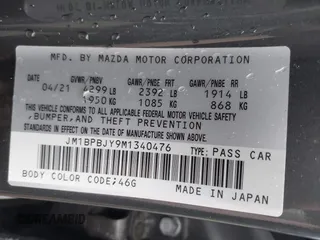 MFD. BY MAZDA MOTOR CORPORATION
GVWR/PNBV GAWR/PNBE FRT GAWR/PNBE RR
04/21 4299 LB 2392 LB 1914 LB
1950 KG 1085 KG 868 KG
THIS VEHICLE CONFORMS TO ALL APPLICABLE FEDERAL MOTOR VEHICLE SAFETY
, BUMPER, AND THEFT PREVENTION
STANDARDS IN EFFECT ON THE DATE OF MANUFACTURE SHOWN ABOVE.
JM1BPBJY9M1340476 TYPE: PASS CAR
BODY COLOR CODE:46G
MADE IN JAPAN